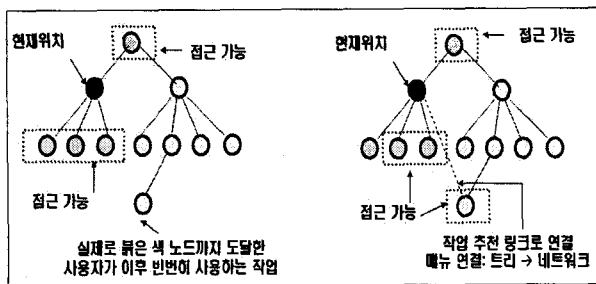 현재위치
접근 가능
접근 가능
실제로 붉은 색 노드까지 도달한
사용자가 이후 빈번히 사용하는 작업
현재위치
접근 가능
접근 가능
작업 추천 링크로 연결
메뉴 연결: 트리 → 네트워크